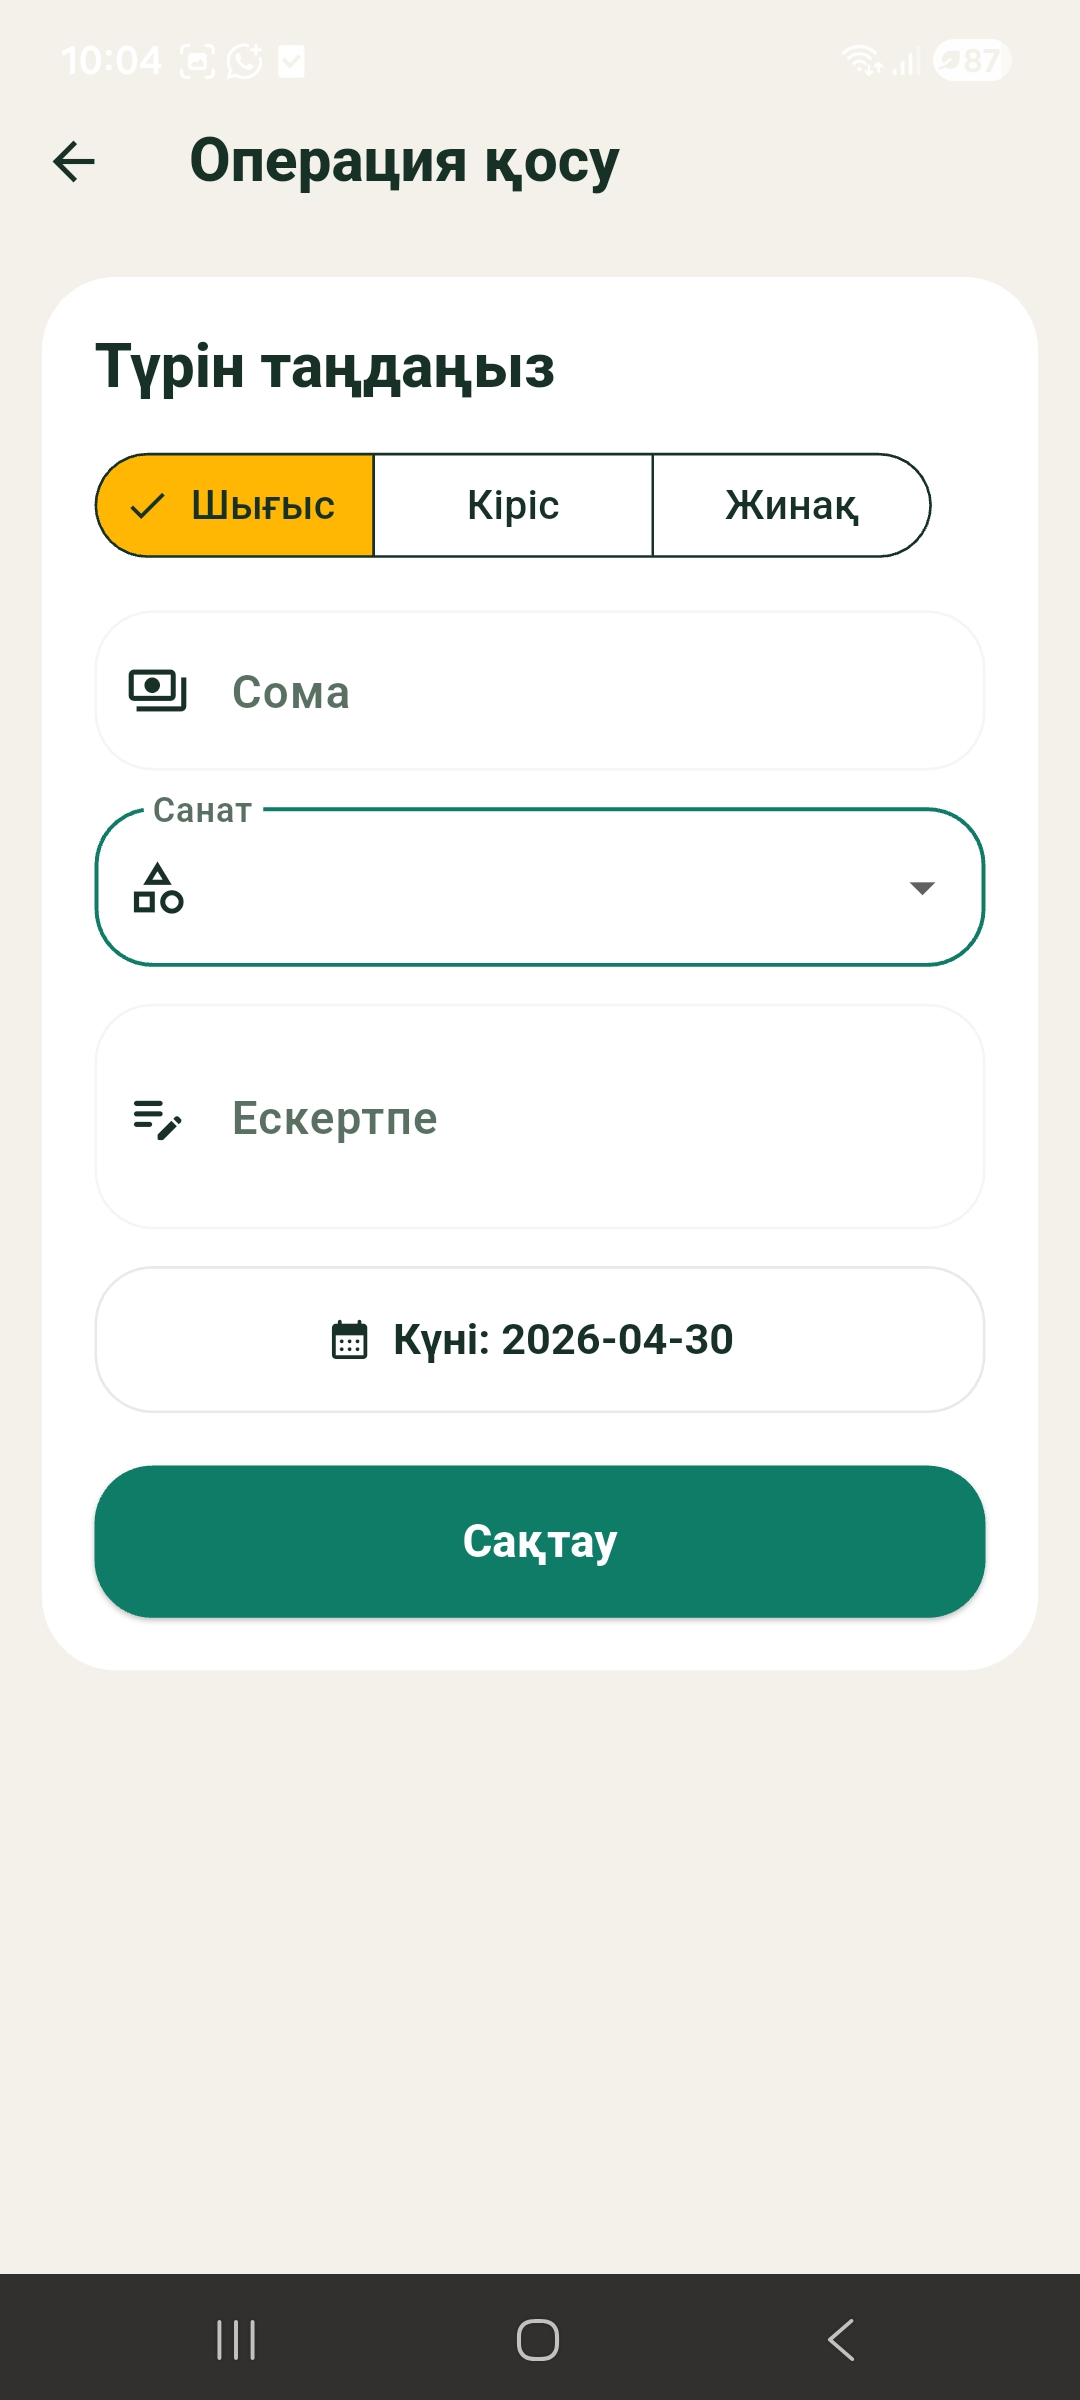 10:04
87
Операция қосу
Түрін таңдаңыз
Шығыс
Кіріс
Жинақ
Сома
Санат
Ескертпе
Күні: 2026-04-30
Сақтау